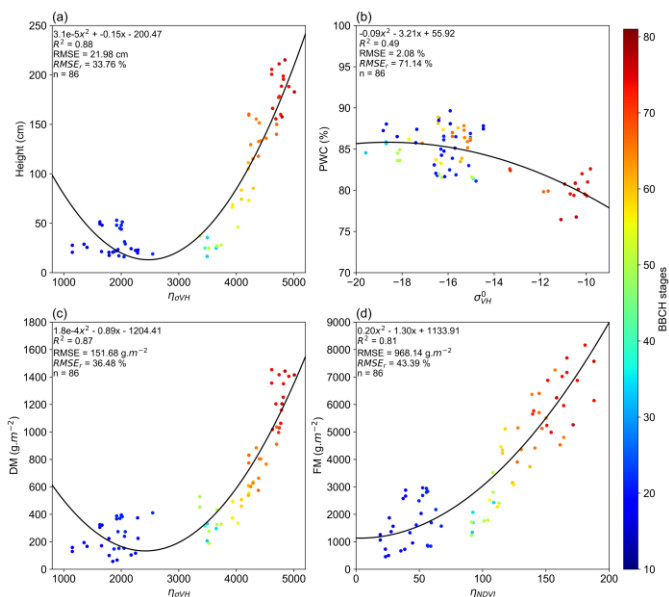 (a)
3.1e-5x² + -0.15x - 200.47
R² = 0.88
RMSE = 21.98 cm
RMSEᵣ = 33.76 %
n = 86
Height (cm)
250
200
150
100
50
0
1000
2000
3000
4000
5000
ησVH
(b)
-0.09x² - 3.21x + 55.92
R² = 0.49
RMSE = 2.08 %
RMSEᵣ = 71.14 %
n = 86
PWC (%)
100
95
90
85
80
75
70
−20
−18
−16
−14
−12
−10
σ⁰VH
(c)
1.8e-4x² - 0.89x - 1204.41
R² = 0.87
RMSE = 151.68 g.m⁻²
RMSEᵣ = 36.48 %
n = 86
DM (g.m⁻²)
1800
1600
1400
1200
1000
800
600
400
200
0
1000
2000
3000
4000
5000
ησVH
(d)
0.20x² - 1.30x + 1133.91
R² = 0.81
RMSE = 968.14 g.m⁻²
RMSEᵣ = 43.39 %
n = 86
FM (g.m⁻²)
9000
8000
7000
6000
5000
4000
3000
2000
1000
0
0
50
100
150
200
ηNDVI
80
70
60
50
40
30
20
10
BBCH stages